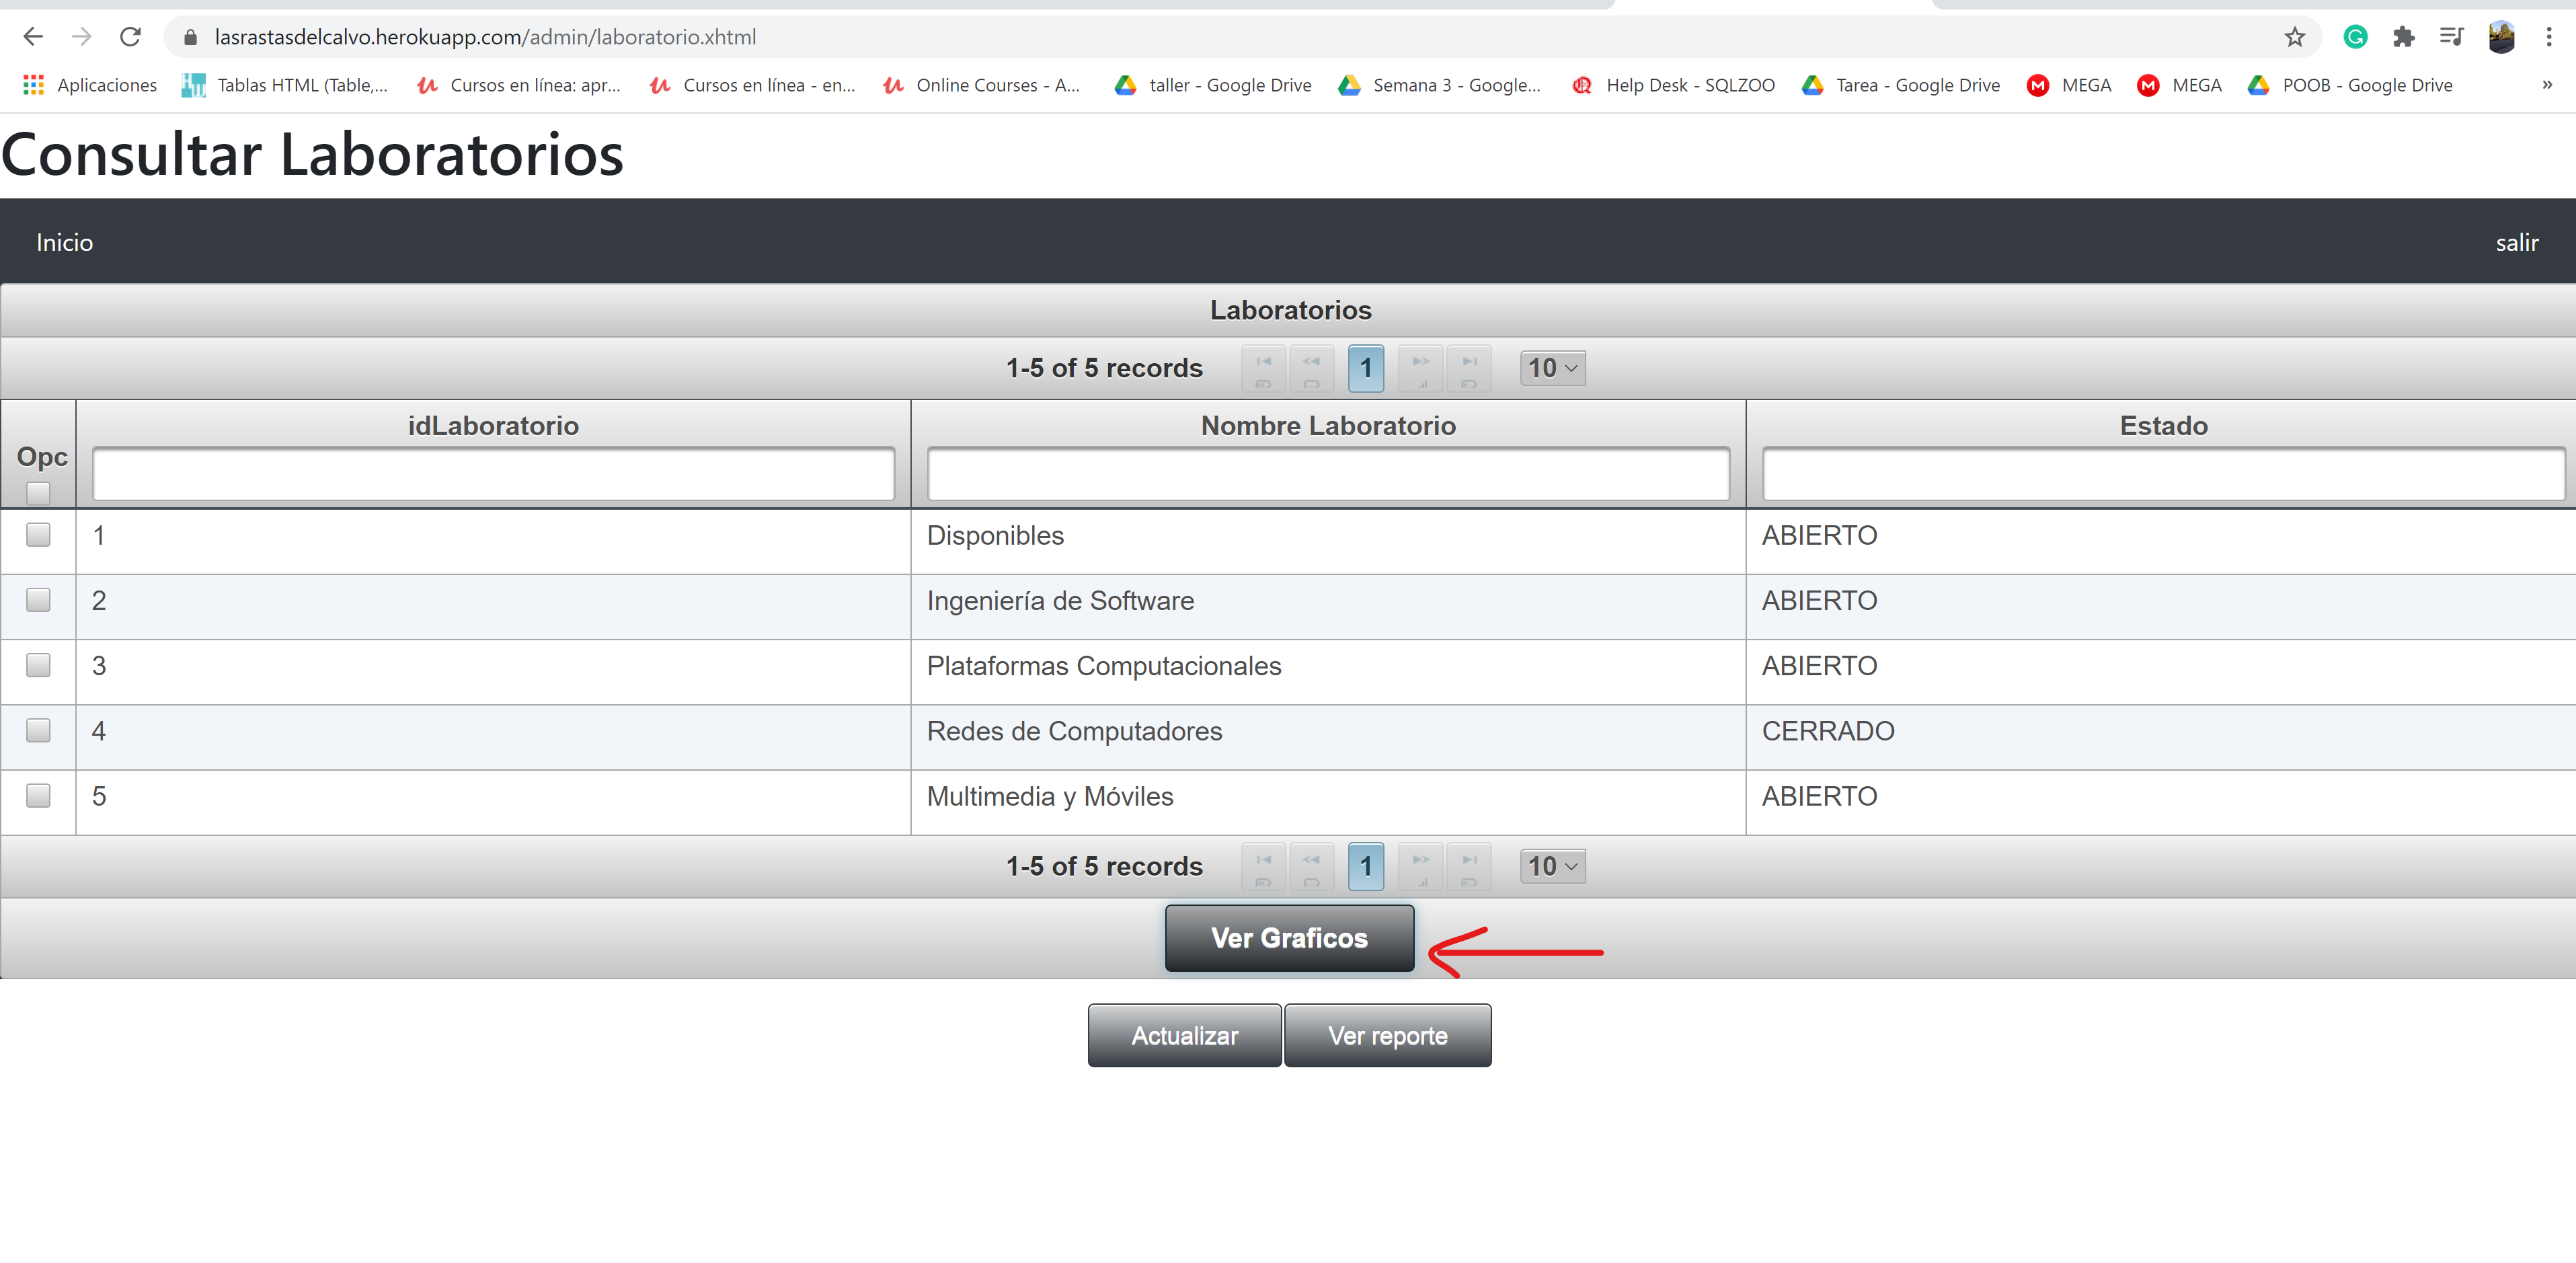 lasrastasdelcalvo.herokuapp.com/admin/laboratorio.xhtml
Aplicaciones Tablas HTML (Table,... Cursos en línea: apr... Cursos en línea - en... Online Courses - A... taller - Google Drive Semana 3 - Google... Help Desk - SQLZOO Tarea - Google Drive MEGA MEGA POOB - Google Drive »
Consultar Laboratorios
Inicio salir
Laboratorios
1-5 of 5 records 1 10
Opc idLaboratorio Nombre Laboratorio Estado
1 Disponibles ABIERTO
2 Ingeniería de Software ABIERTO
3 Plataformas Computacionales ABIERTO
4 Redes de Computadores CERRADO
5 Multimedia y Móviles ABIERTO
1-5 of 5 records 1 10
Ver Graficos
Actualizar Ver reporte